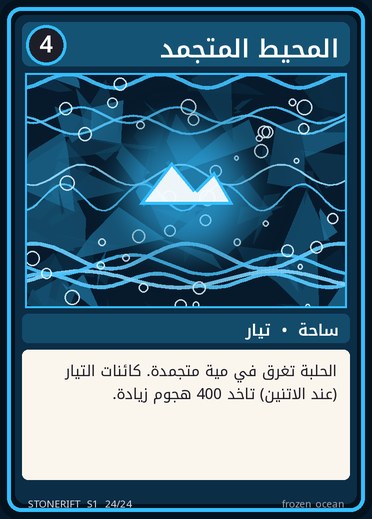 4
المحيط المتجمد
ساحة • تيار
الحلبة تغرق في مية متجمدة. كائنات التيار
(عند الاتنين) تاخد 400 هجوم زيادة.
STONERIFT S1 24/24
frozen ocean